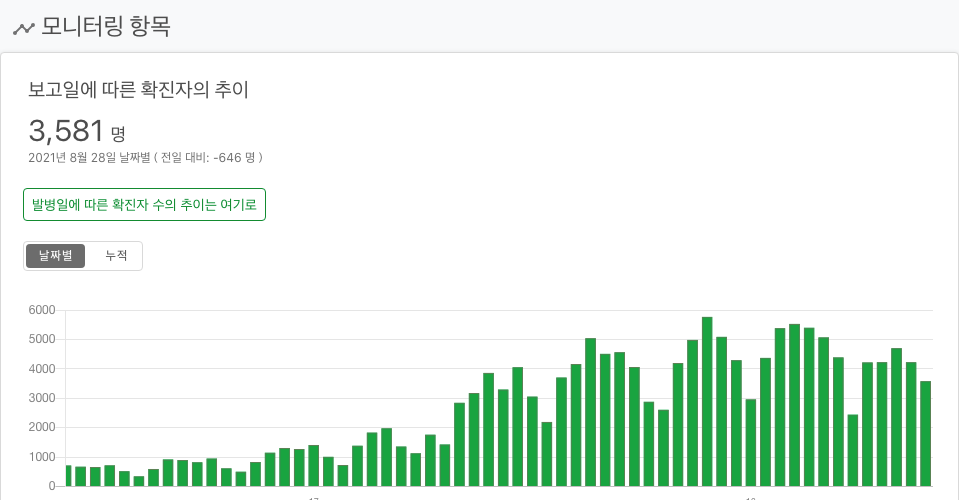 모니터링 항목
보고일에 따른 확진자의 추이
3,581 명
2021년 8월 28일 날짜별 ( 전일 대비: -646 명 )
발병일에 따른 확진자 수의 추이는 여기로
날짜별 누적
6000
5000
4000
3000
2000
1000
0